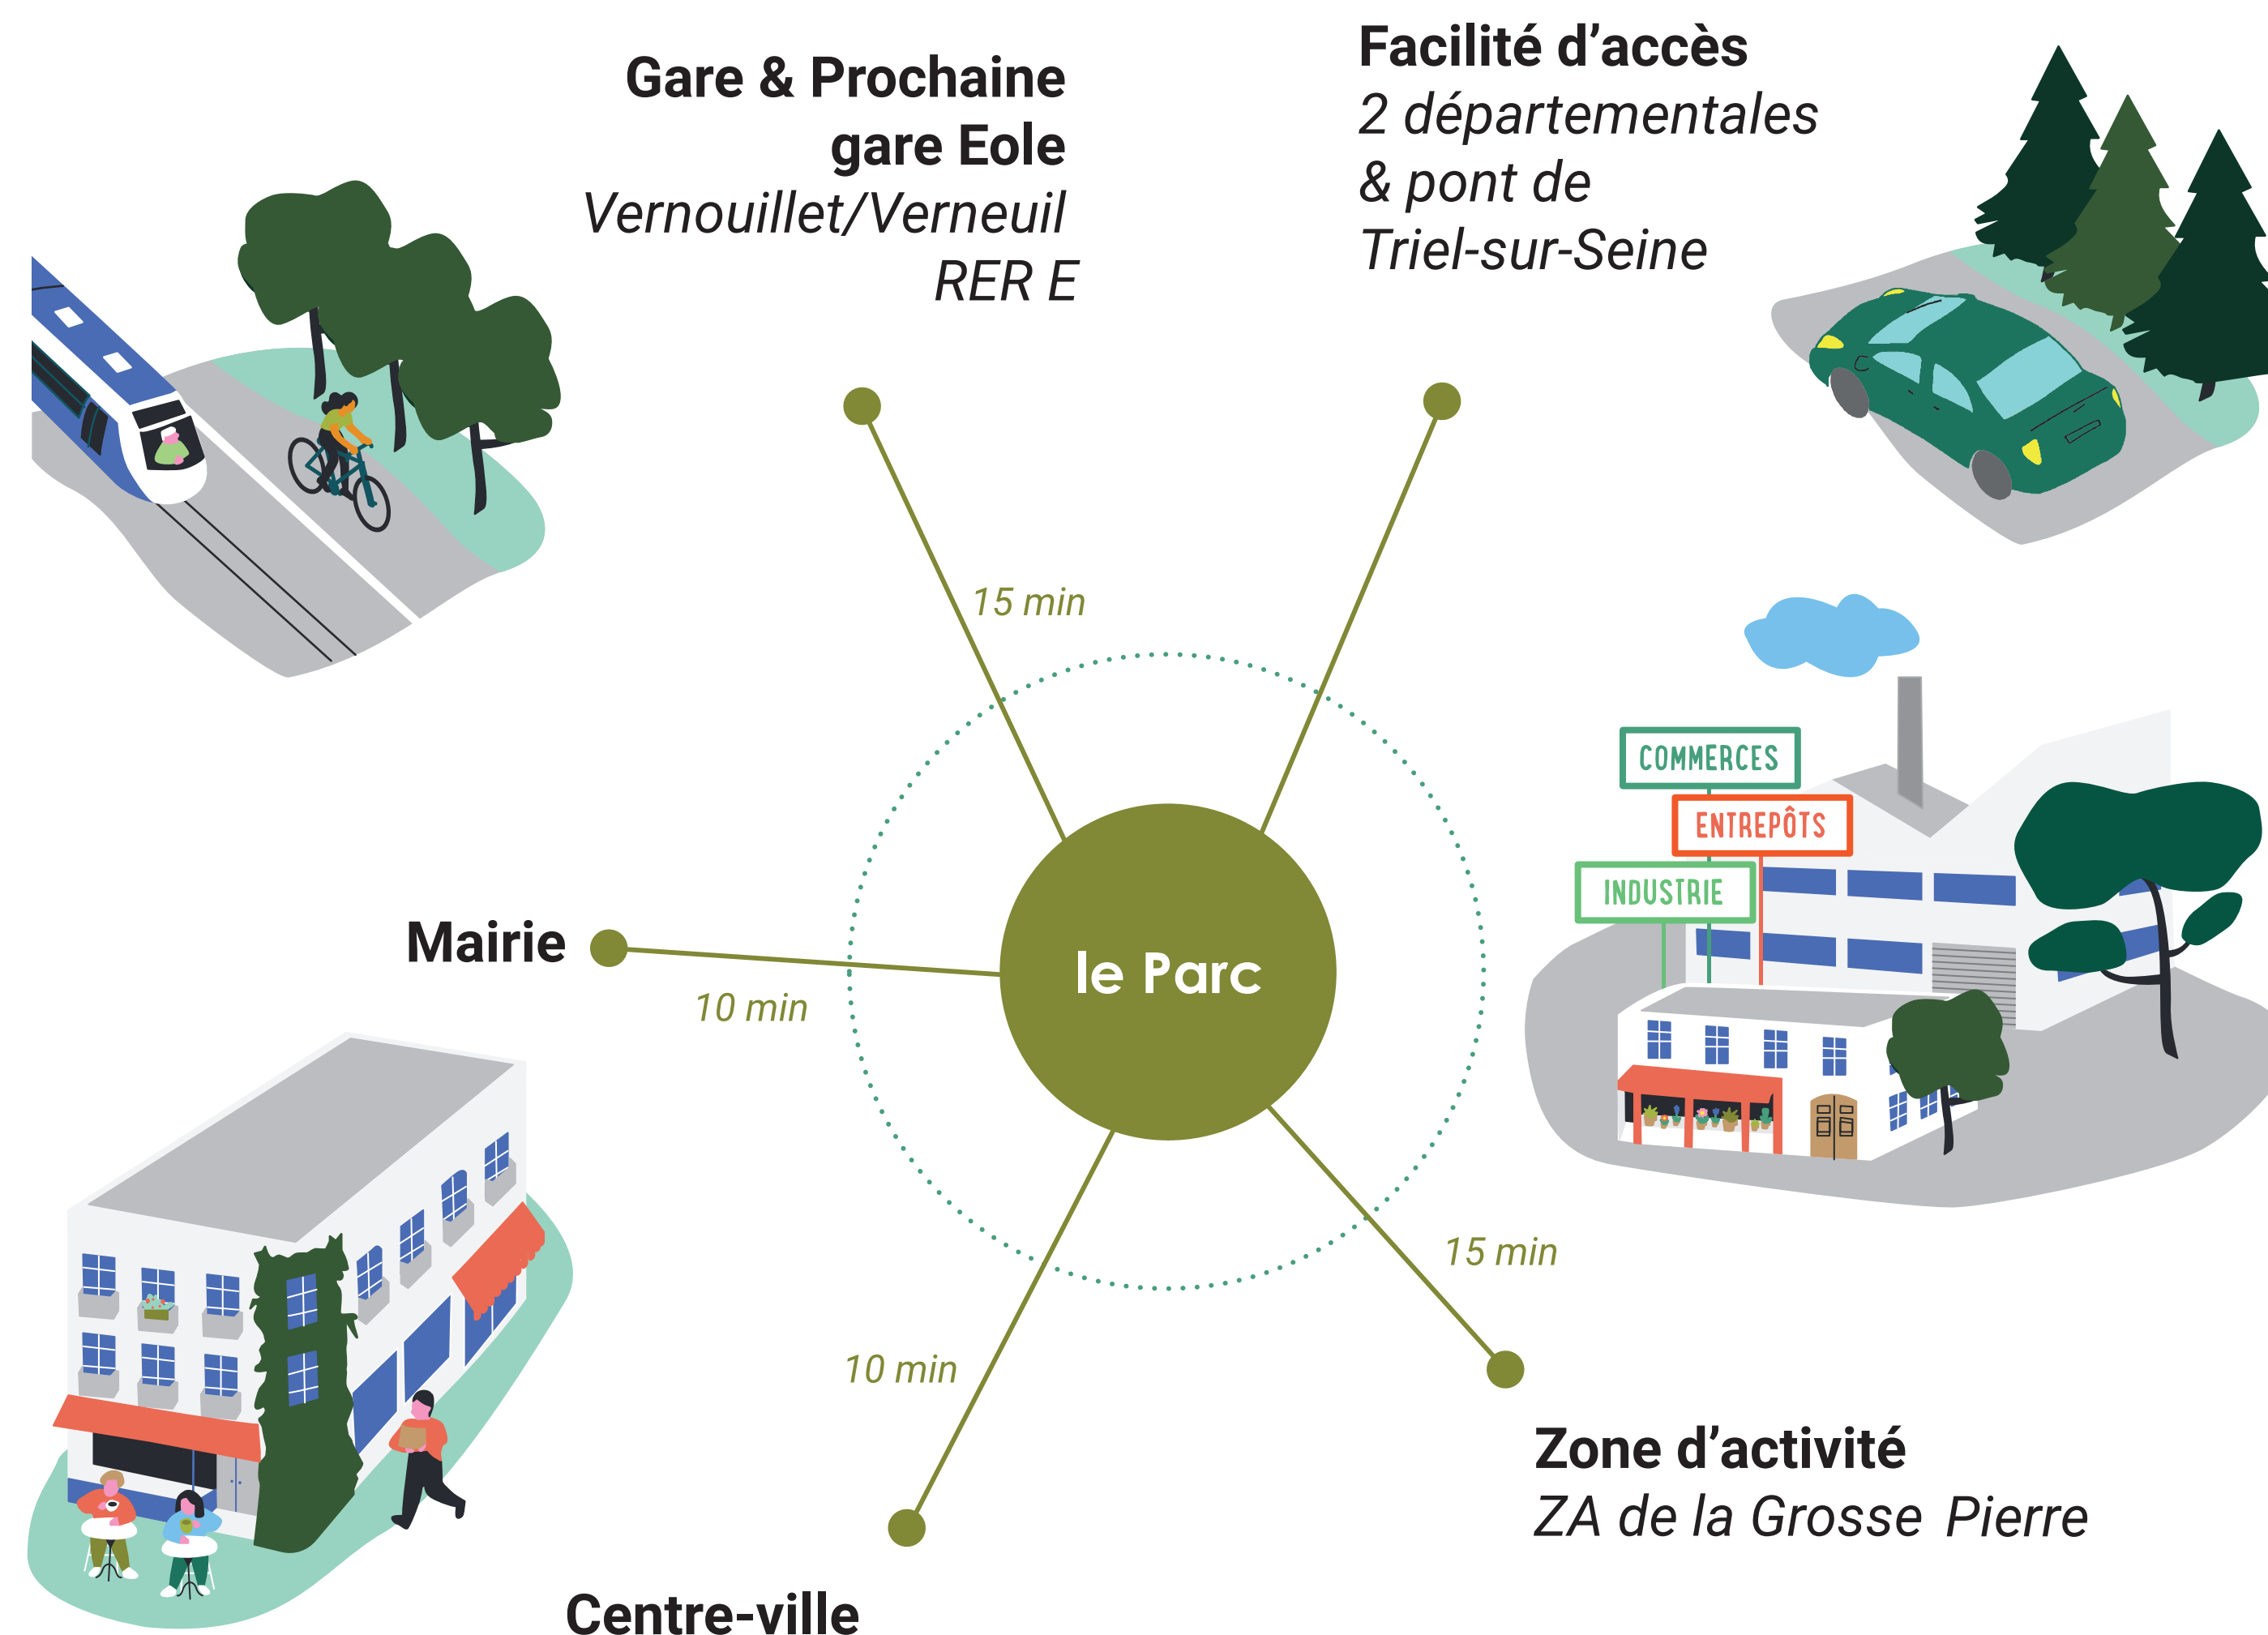 Gare & Prochaine
gare Eole
Vernouillet/Verneuil
RER E
Facilité d’accès
2 départementales
& pont de
Triel-sur-Seine
15 min
COMMERCES
ENTREPÔTS
INDUSTRIE
Mairie
10 min
le Parc
15 min
10 min
Zone d’activité
ZA de la Grosse Pierre
Centre-ville